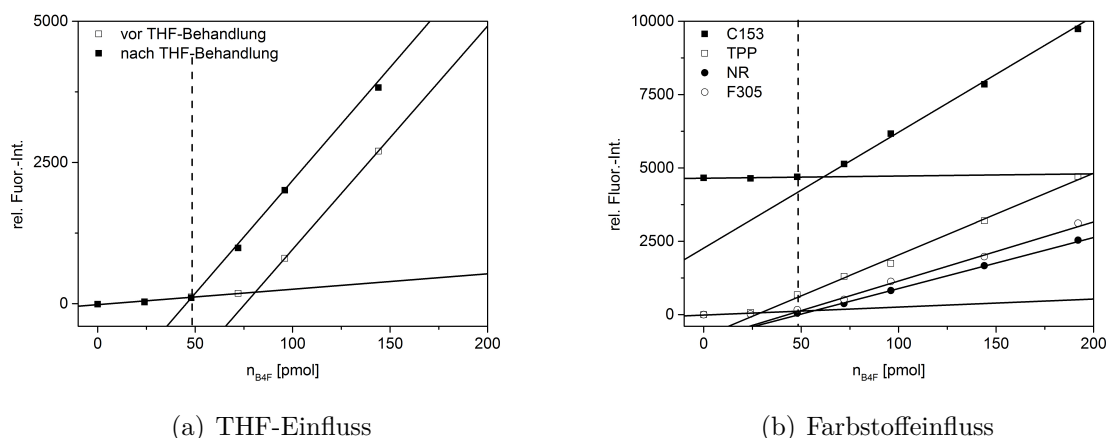 5000
2500
0
rel. Fuor.-Int.
vor THF-Behandlung
nach THF-Behandlung
0 50 100 150 200
n_B4F [pmol]
(a) THF-Einfluss
10000
7500
5000
2500
0
rel. Fluor.-Int.
C153
TPP
NR
F305
0 50 100 150 200
n_B4F [pmol]
(b) Farbstoffeinfluss